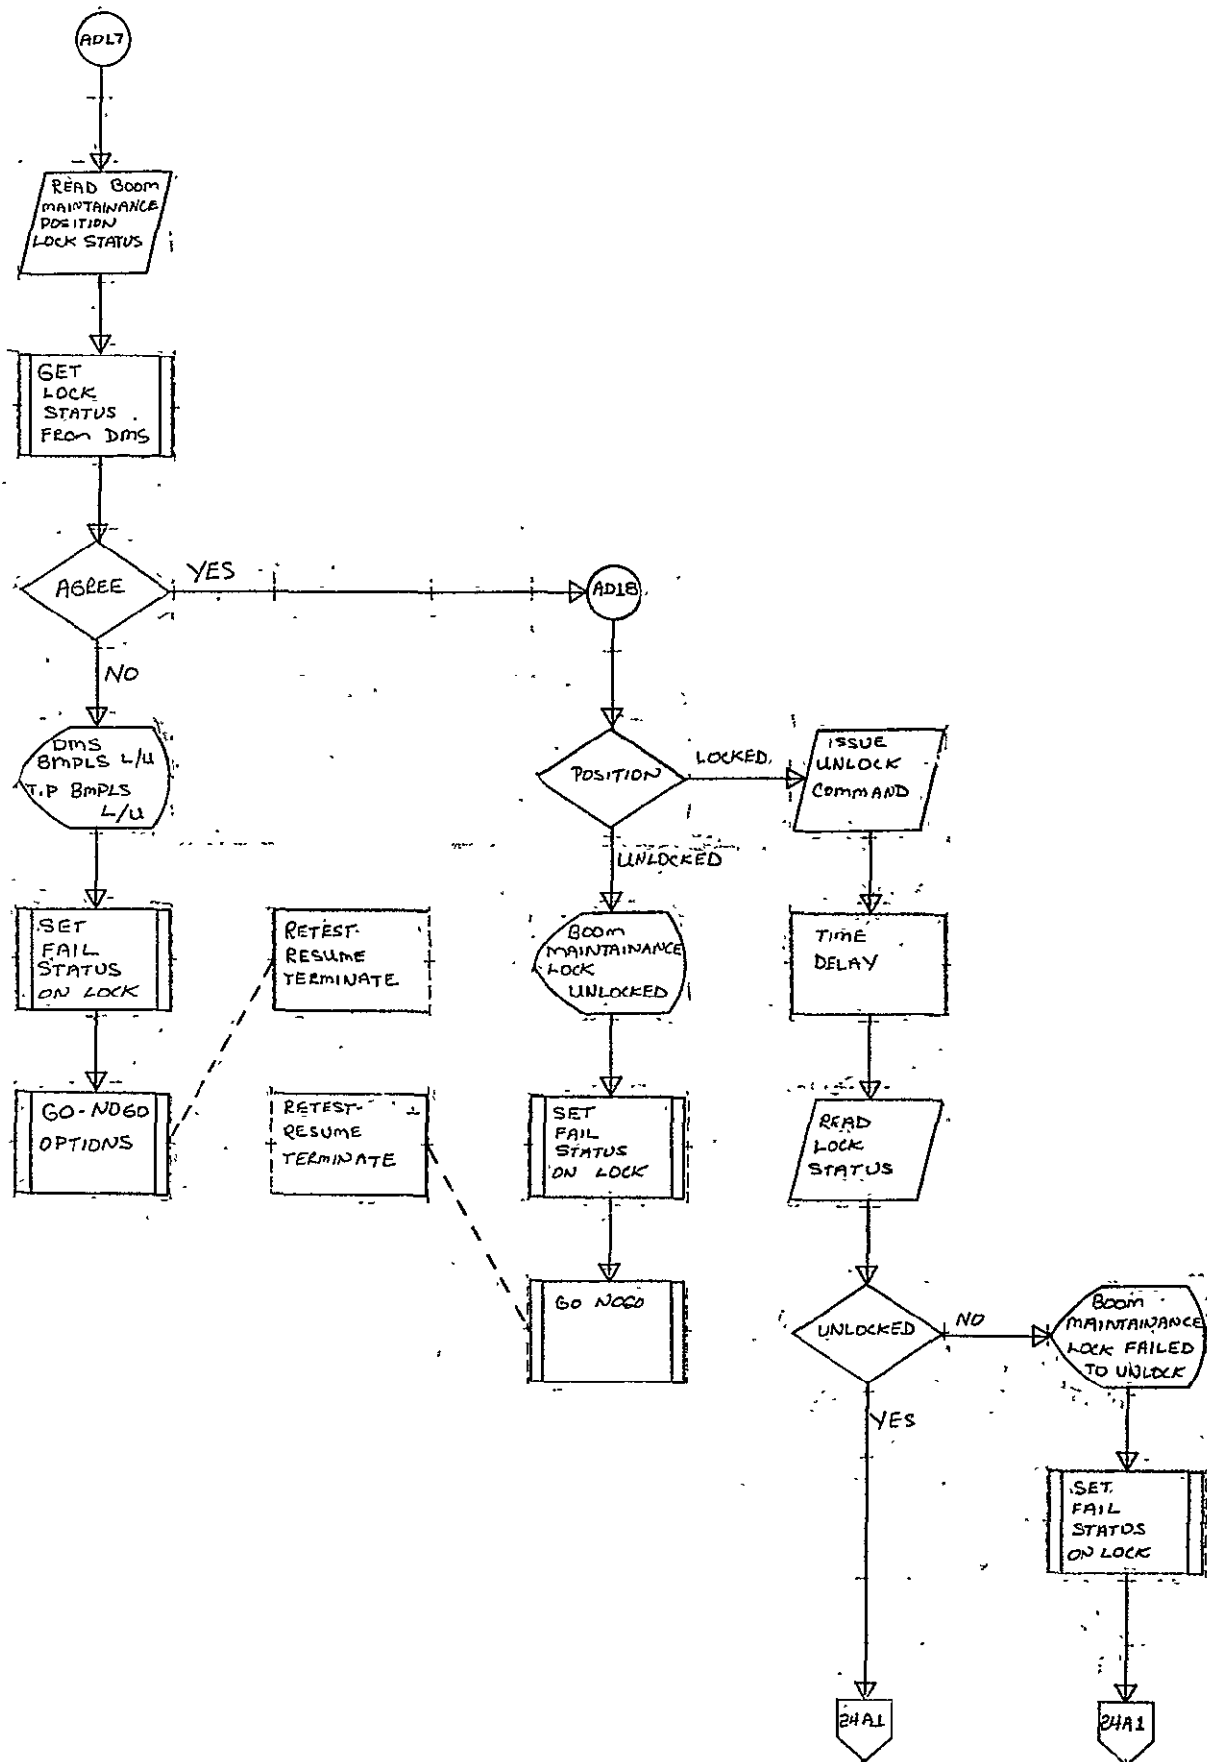 AD17
READ BOOM
MAINTAINANCE
POSITION
LOCK STATUS
GET
LOCK
STATUS
FROM DMS
AGREE
YES
NO
DMS
BMPLS L/U
T.P BMPLS
L/U
SET
FAIL
STATUS
ON LOCK
GO-NOGO
OPTIONS
RETEST-
RESUME
TERMINATE
RETEST-
RESUME
TERMINATE
AD18
POSITION
LOCKED
UNLOCKED
BOOM
MAINTAINANCE
LOCK
UNLOCKED
SET
FAIL
STATUS
ON LOCK
GO NOGO
ISSUE
UNLOCK
COMMAND
TIME
DELAY
READ
LOCK
STATUS
UNLOCKED
NO
YES
BOOM
MAINTAINANCE
LOCK FAILED
TO UNLOCK
SET
FAIL
STATUS
ON LOCK
24A1
24A1